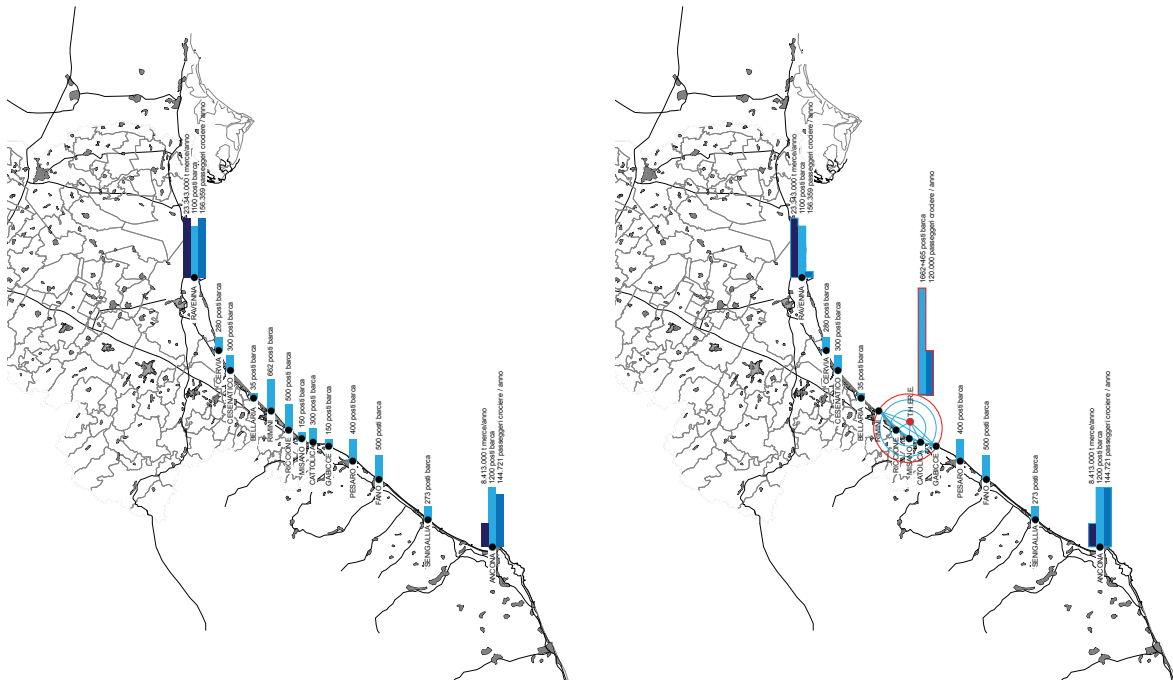 23.343.000 t merce/anno
1100 posti barca
156.359 passeggeri crociere / anno
RAVENNA
280 posti barca
CERVIA
300 posti barca
CESENATICO
35 posti barca
BELLARIA
662 posti barca
RIMINI
500 posti barca
RICCIONE
150 posti barca
MISANO
300 posti barca
CATTOLICA
150 posti barca
GABICCE
400 posti barca
PESARO
500 posti barca
FANO
273 posti barca
SENIGALLIA
8.413.000 t merce/anno
1200 posti barca
144.721 passeggeri crociere / anno
ANCONA
23.343.000 t merce/anno
1100 posti barca
156.359 passeggeri crociere / anno
RAVENNA
280 posti barca
CERVIA
300 posti barca
CESENATICO
35 posti barca
BELLARIA
1662+465 posti barca
120.000 passeggeri crociere / anno
RIMINI
RICCIONE
MISANO
GABICCE
400 posti barca
PESARO
500 posti barca
FANO
273 posti barca
SENIGALLIA
8.413.000 t merce/anno
1200 posti barca
144.721 passeggeri crociere / anno
ANCONA